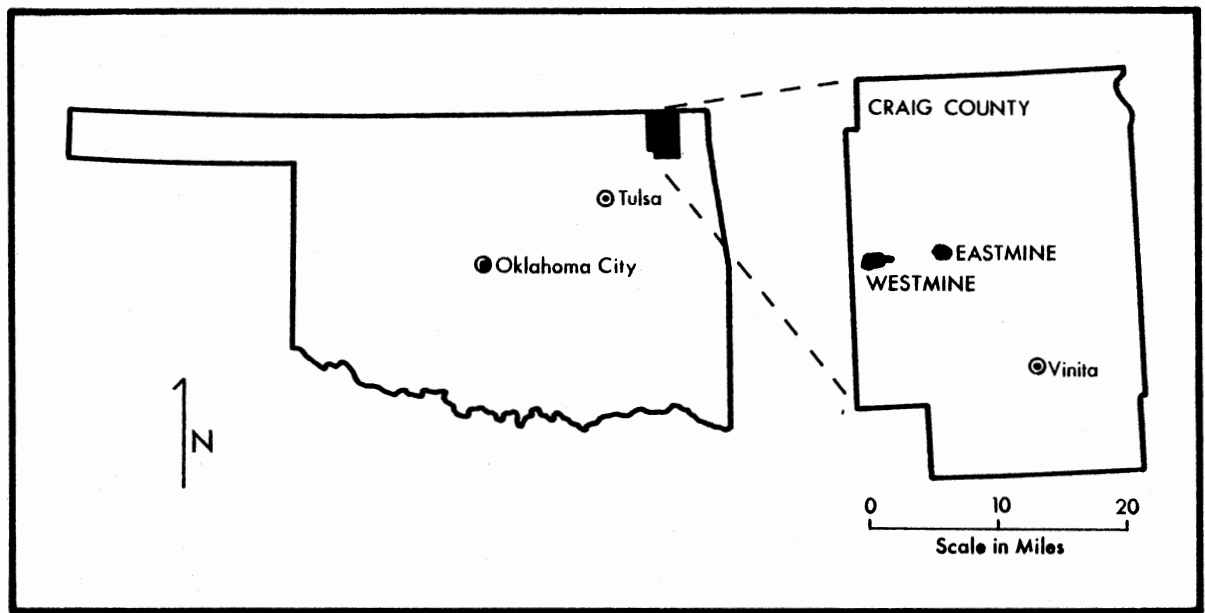 CRAIG COUNTY
Tulsa
Oklahoma City
EASTMINE
WESTMINE
Vinita
N
0 10 20
Scale in Miles